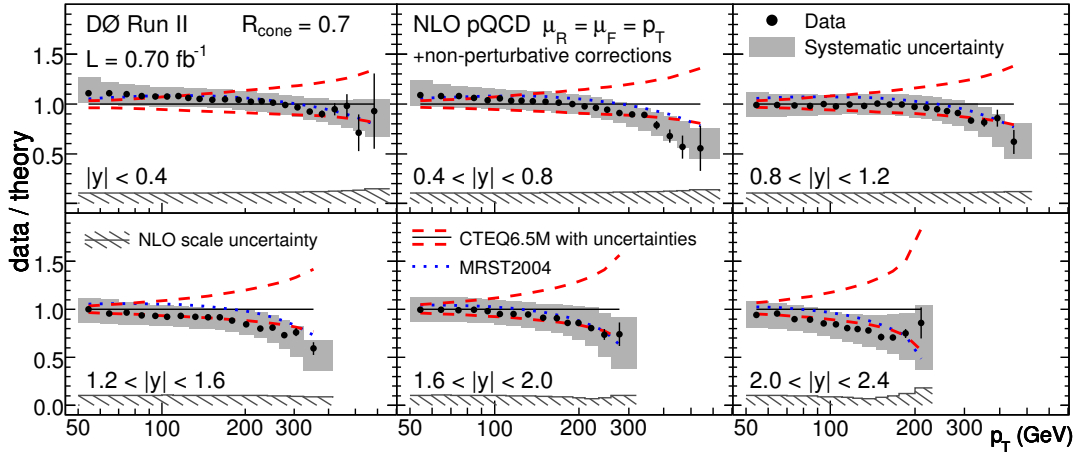 DØ Run II R_cone = 0.7
L = 0.70 fb⁻¹
NLO pQCD μ_R = μ_F = p_T
+non-perturbative corrections
Data
Systematic uncertainty
1.5
1.0
0.5
|y| < 0.4
0.4 < |y| < 0.8
0.8 < |y| < 1.2
data / theory
NLO scale uncertainty
CTEQ6.5M with uncertainties
MRST2004
1.5
1.0
0.5
0.0
1.2 < |y| < 1.6
1.6 < |y| < 2.0
2.0 < |y| < 2.4
50 100 200 300 50 100 200 300 50 100 200 300
p_T (GeV)